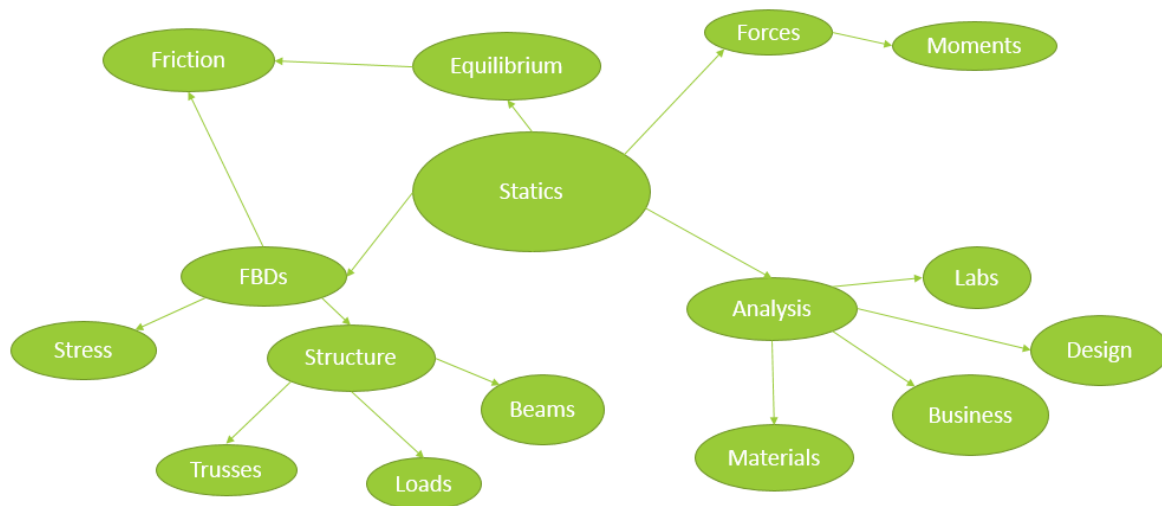 Forces
Moments
Friction
Equilibrium
Statics
FBDs
Labs
Analysis
Stress
Structure
Design
Beams
Business
Trusses
Loads
Materials